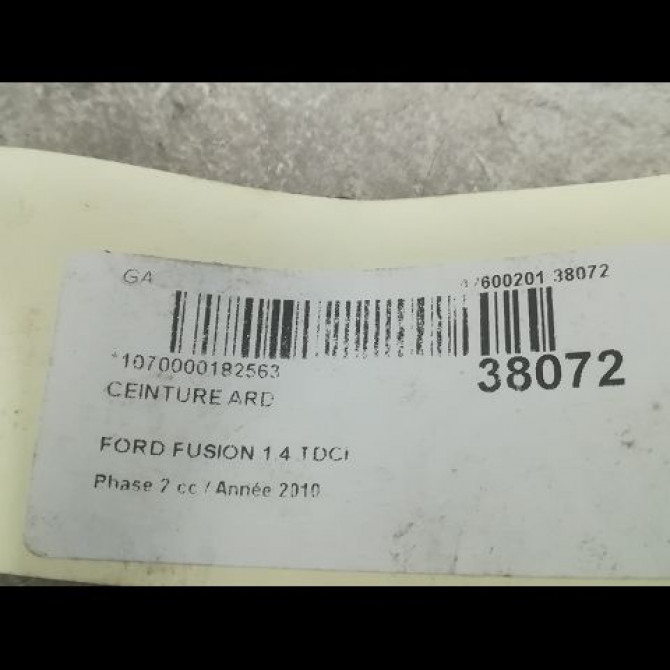 GA 600201 38072
*1070000182563 38072
CEINTURE ARD
FORD FUSION 1.4 TDCI
Phase 2 cc / Année 2010